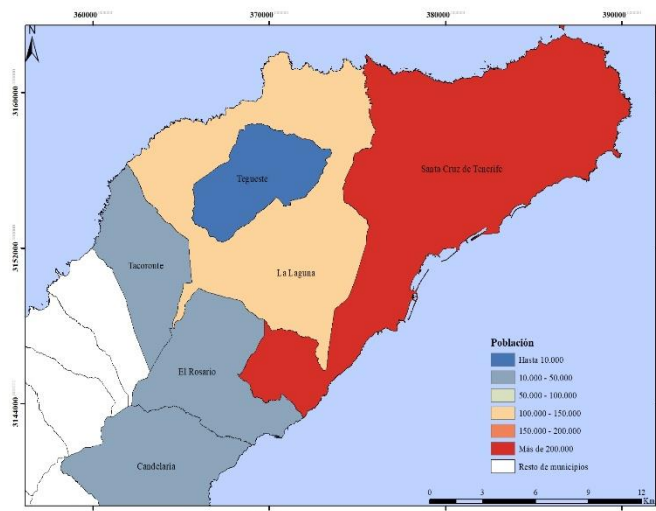 360000
370000
380000
390000
N
3160000
Santa Cruz de Tenerife
Tegueste
3152000
Tacoronte
La Laguna
Población
Hasta 10.000
10.000 - 50.000
50.000 - 100.000
100.000 - 150.000
150.000 - 200.000
Más de 200.000
Resto de municipios
El Rosario
3144000
Candelaria
0 3 6 9 12
Km